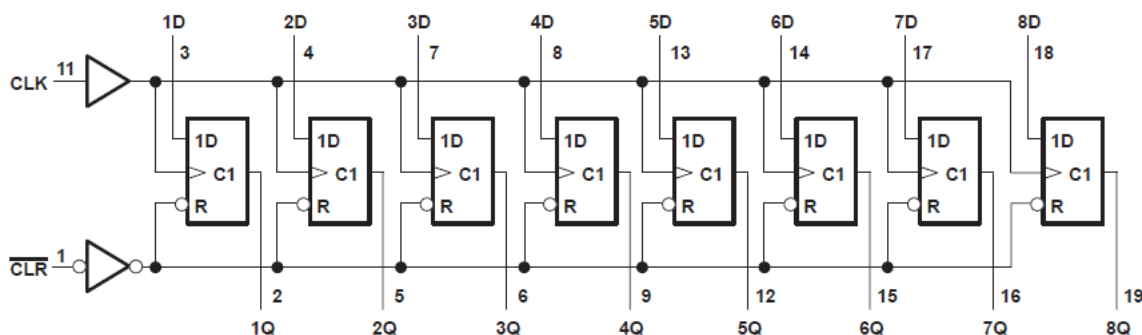 1D 2D 3D 4D 5D 6D 7D 8D
3 4 7 8 13 14 17 18
CLK 11
1D 1D 1D 1D 1D 1D 1D 1D
C1 C1 C1 C1 C1 C1 C1 C1
R R R R R R R R
CLR 1
2 5 6 9 12 15 16 19
1Q 2Q 3Q 4Q 5Q 6Q 7Q 8Q